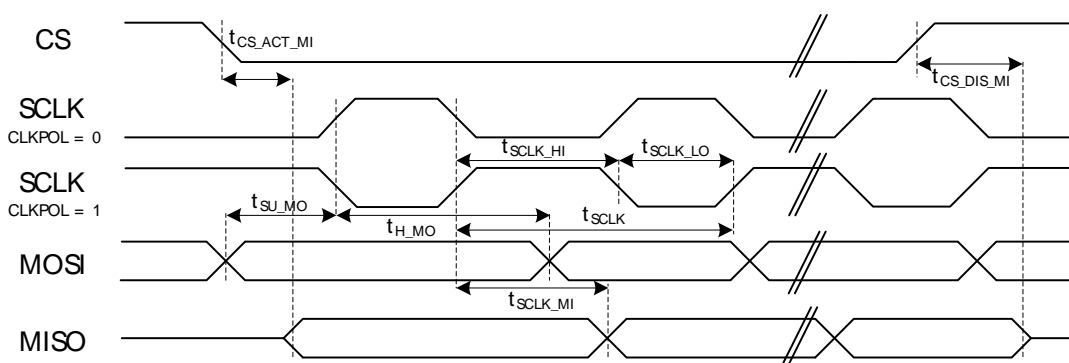 CS
tCS_ACT_MI
tCS_DIS_MI
SCLK
CLKPOL = 0
tSCLK_HI
tSCLK_LO
SCLK
CLKPOL = 1
tSU_MO
tH_MO
tSCLK
MOSI
tSCLK_MI
MISO